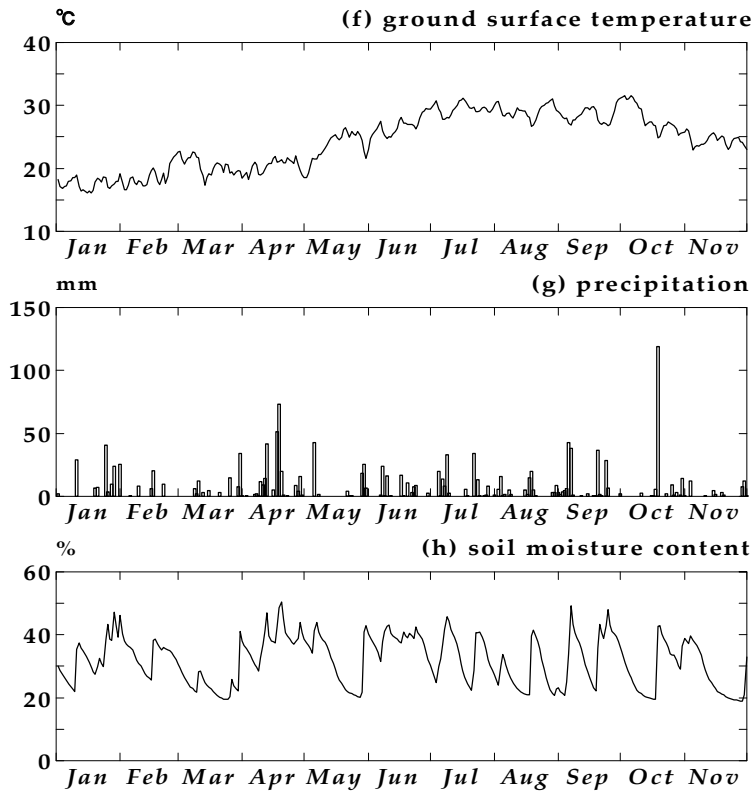 ℃ (f) ground surface temperature
40
30
20
10
Jan Feb Mar Apr May Jun Jul Aug Sep Oct Nov
mm (g) precipitation
150
100
50
0
Jan Feb Mar Apr May Jun Jul Aug Sep Oct Nov
% (h) soil moisture content
60
40
20
0
Jan Feb Mar Apr May Jun Jul Aug Sep Oct Nov